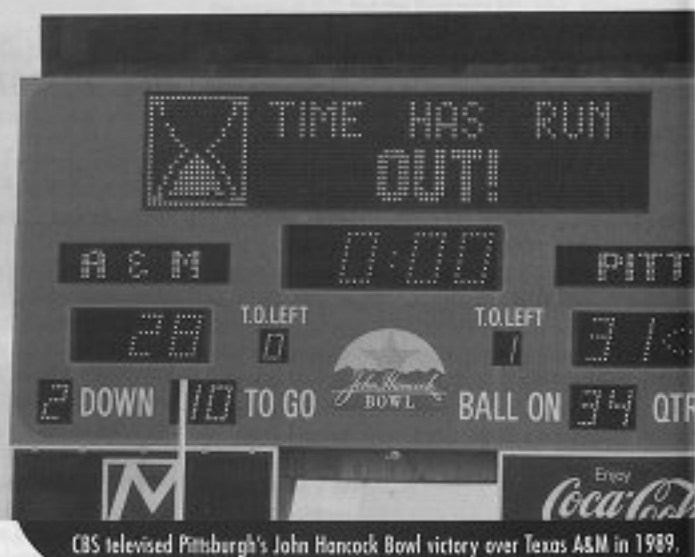 TIME HAS RUN
OUT!
A & M
0:00
PITT
28
T.O.LEFT
0
T.O.LEFT
1
31<
John Hancock
BOWL
2 DOWN 10 TO GO
BALL ON 34 QTR
M
Enjoy
Coca-Col
CBS televised Pittsburgh's John Hancock Bowl victory over Texas A&M in 1989.